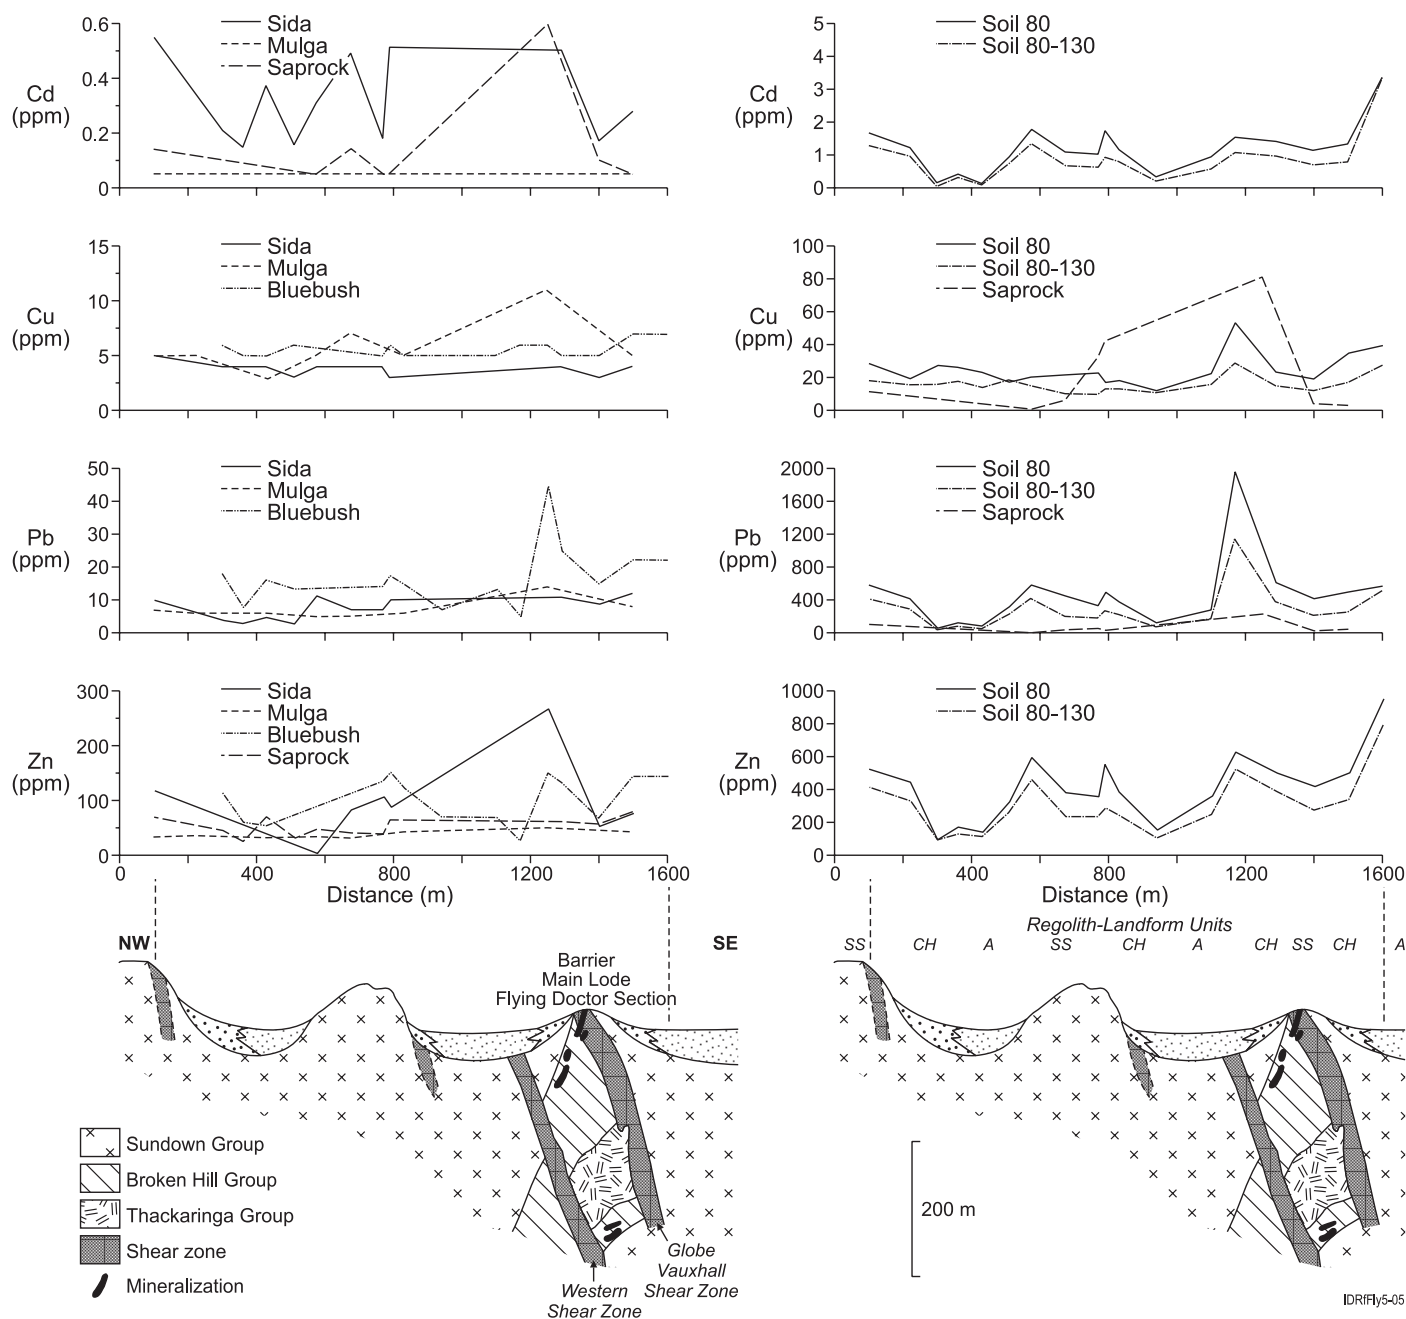 0.6
0.4
0.2
0
Cd
(ppm)
Sida
Mulga
Saprock
5
4
3
2
1
0
Cd
(ppm)
Soil 80
Soil 80-130
15
10
5
0
Cu
(ppm)
Sida
Mulga
Bluebush
100
80
60
40
20
0
Cu
(ppm)
Soil 80
Soil 80-130
Saprock
50
40
30
20
10
0
Pb
(ppm)
Sida
Mulga
Bluebush
2000
1600
1200
800
400
0
Pb
(ppm)
Soil 80
Soil 80-130
Saprock
300
200
100
0
Zn
(ppm)
Sida
Mulga
Bluebush
Saprock
0 400 800 1200 1600
Distance (m)
1000
800
600
400
200
0
Zn
(ppm)
Soil 80
Soil 80-130
0 400 800 1200 1600
Distance (m)
NW
SE
Barrier
Main Lode
Flying Doctor Section
Regolith-Landform Units
SS CH A SS CH A CH SS CH A
Sundown Group
Broken Hill Group
Thackaringa Group
Shear zone
Mineralization
Western
Shear Zone
Globe
Vauxhall
Shear Zone
200 m
IDRfFly5-05